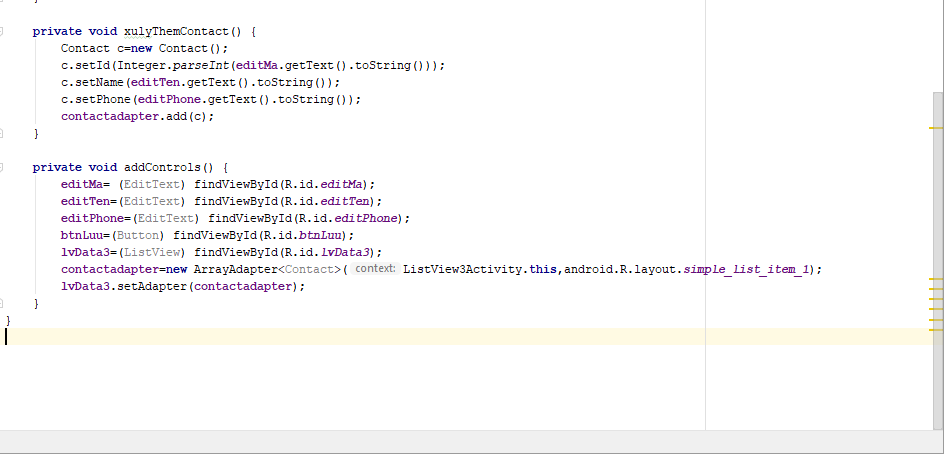 }
private void xulyThemContact() {
Contact c=new Contact();
c.setId(Integer.parseInt(editMa.getText().toString()));
c.setName(editTen.getText().toString());
c.setPhone(editPhone.getText().toString());
contactadapter.add(c);
}
private void addControls() {
editMa= (EditText) findViewById(R.id.editMa);
editTen=(EditText) findViewById(R.id.editTen);
editPhone=(EditText) findViewById(R.id.editPhone);
btnLuu=(Button) findViewById(R.id.btnLuu);
lvData3=(ListView) findViewById(R.id.lvData3);
contactadapter=new ArrayAdapter<Contact>( context: ListView3Activity.this,android.R.layout.simple_list_item_1);
lvData3.setAdapter(contactadapter);
}
}